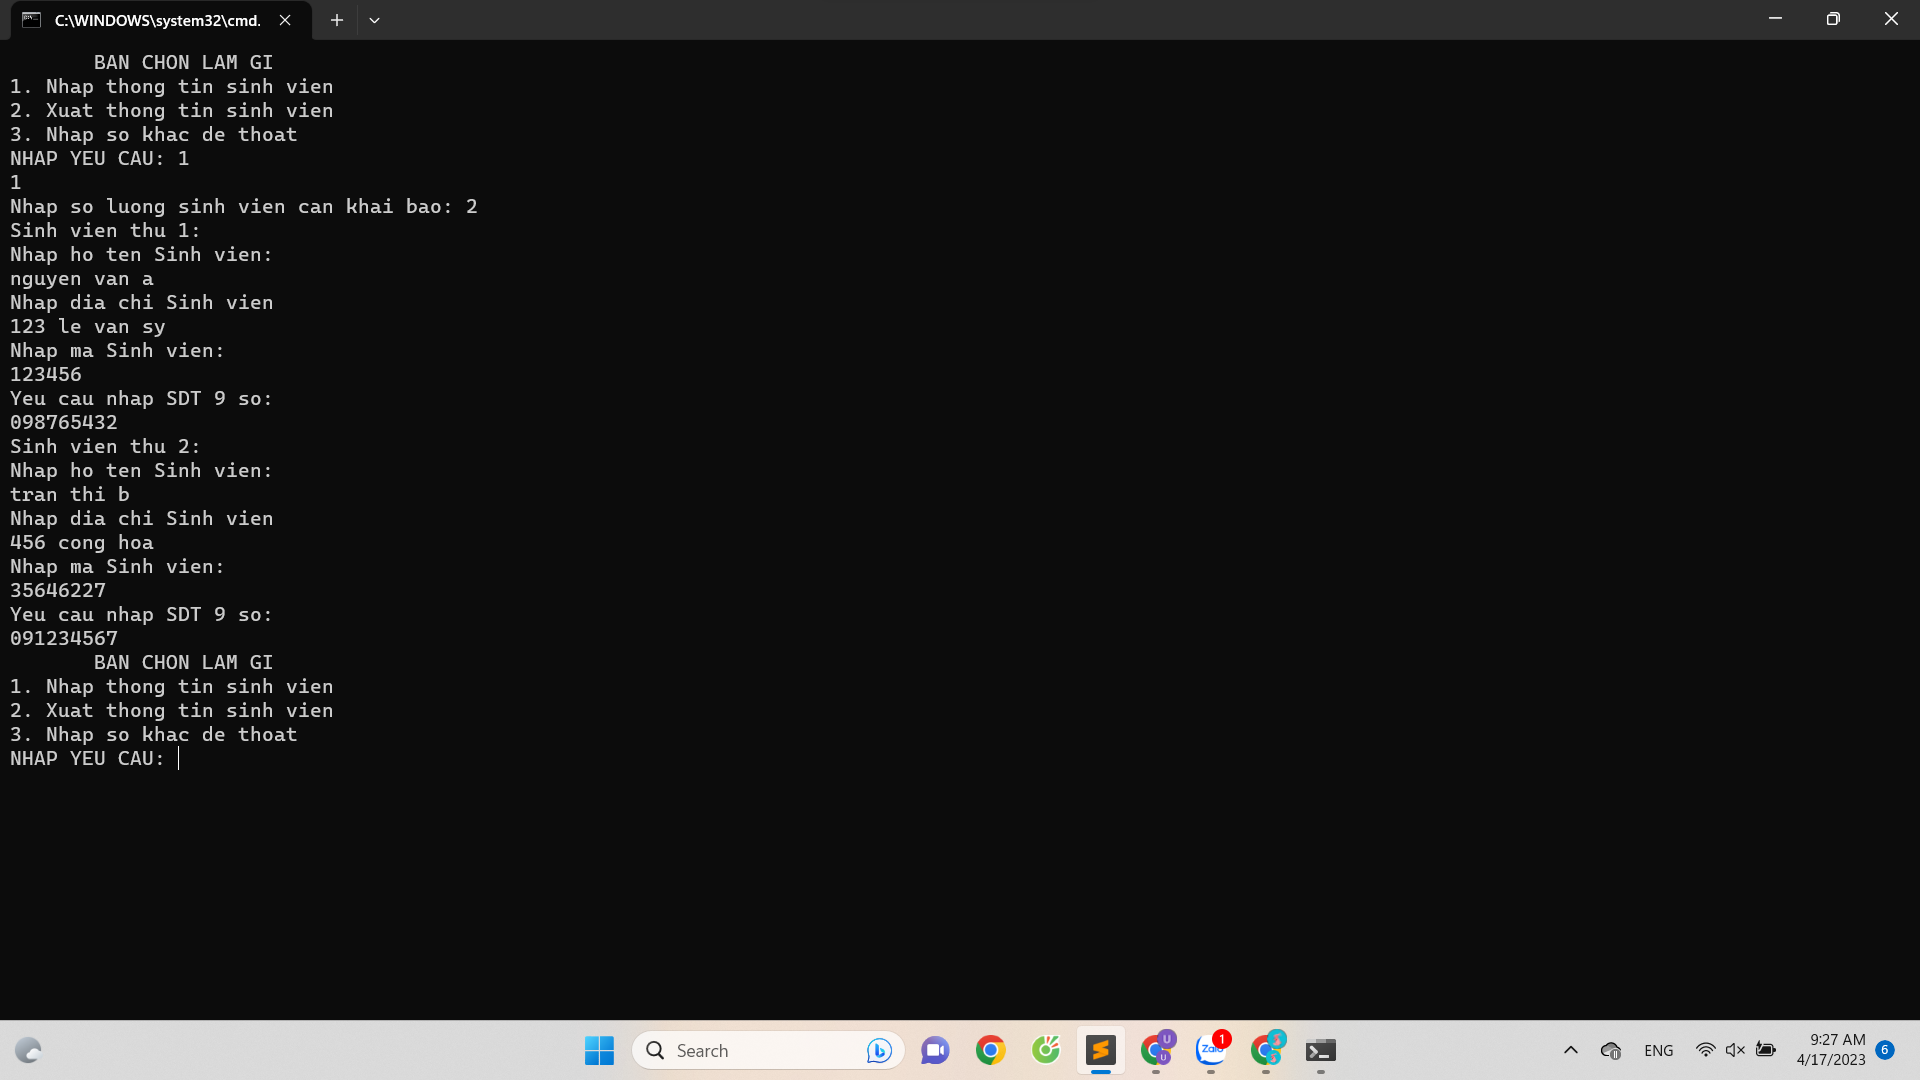 C:\WINDOWS\system32\cmd.
BAN CHON LAM GI
1. Nhap thong tin sinh vien
2. Xuat thong tin sinh vien
3. Nhap so khac de thoat
NHAP YEU CAU: 1
1
Nhap so luong sinh vien can khai bao: 2
Sinh vien thu 1:
Nhap ho ten Sinh vien:
nguyen van a
Nhap dia chi Sinh vien
123 le van sy
Nhap ma Sinh vien:
123456
Yeu cau nhap SDT 9 so:
098765432
Sinh vien thu 2:
Nhap ho ten Sinh vien:
tran thi b
Nhap dia chi Sinh vien
456 cong hoa
Nhap ma Sinh vien:
35646227
Yeu cau nhap SDT 9 so:
091234567
BAN CHON LAM GI
1. Nhap thong tin sinh vien
2. Xuat thong tin sinh vien
3. Nhap so khac de thoat
NHAP YEU CAU:
Search
U
U
Zalo
1
ENG
9:27 AM
4/17/2023
6